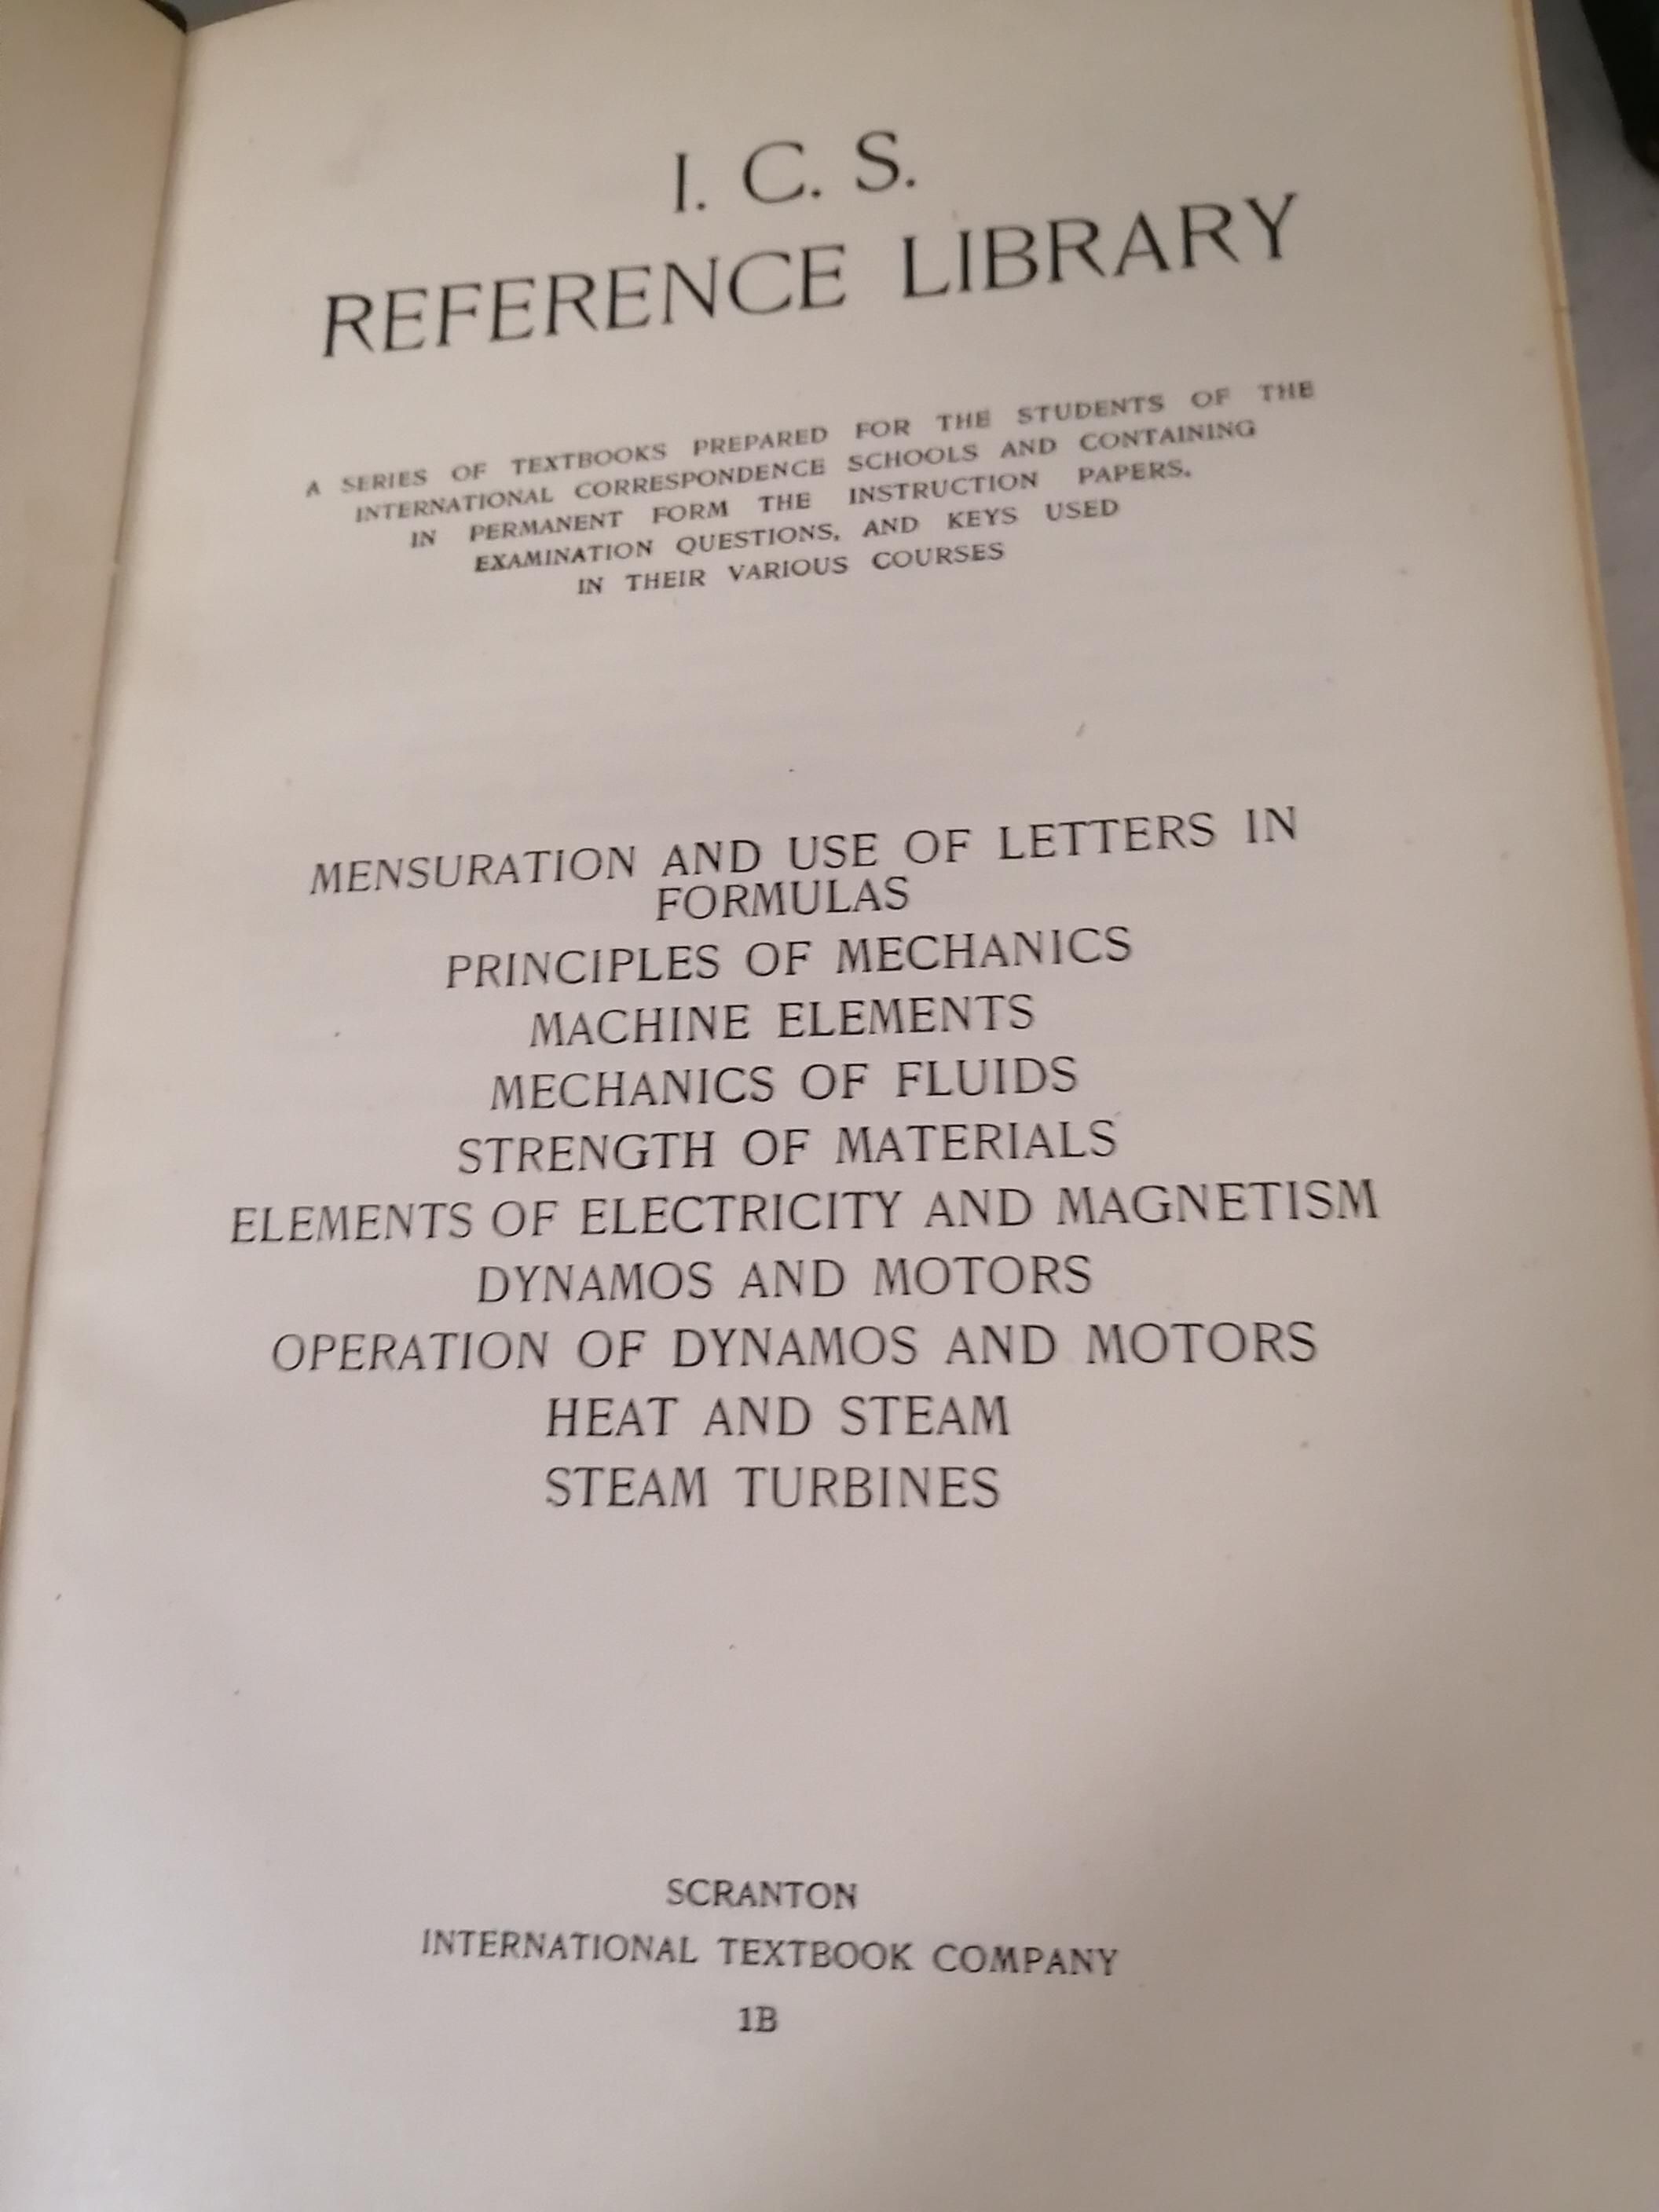 I. C. S.
REFERENCE LIBRARY
A SERIES OF TEXTBOOKS PREPARED FOR THE STUDENTS OF THE
INTERNATIONAL CORRESPONDENCE SCHOOLS AND CONTAINING
IN PERMANENT FORM THE INSTRUCTION PAPERS,
EXAMINATION QUESTIONS, AND KEYS USED
IN THEIR VARIOUS COURSES
MENSURATION AND USE OF LETTERS IN
FORMULAS
PRINCIPLES OF MECHANICS
MACHINE ELEMENTS
MECHANICS OF FLUIDS
STRENGTH OF MATERIALS
ELEMENTS OF ELECTRICITY AND MAGNETISM
DYNAMOS AND MOTORS
OPERATION OF DYNAMOS AND MOTORS
HEAT AND STEAM
STEAM TURBINES
SCRANTON
INTERNATIONAL TEXTBOOK COMPANY
1B